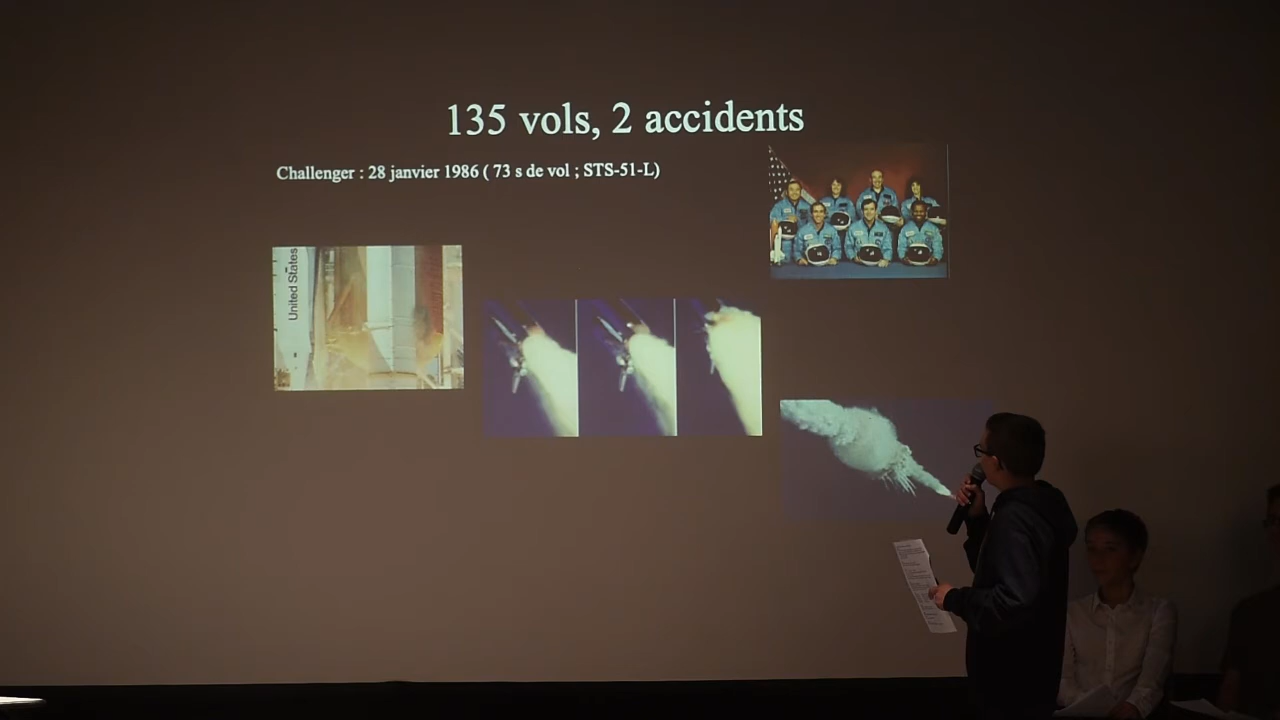 135 vols, 2 accidents
Challenger : 28 janvier 1986 ( 73 s de vol ; STS-51-L)
United States